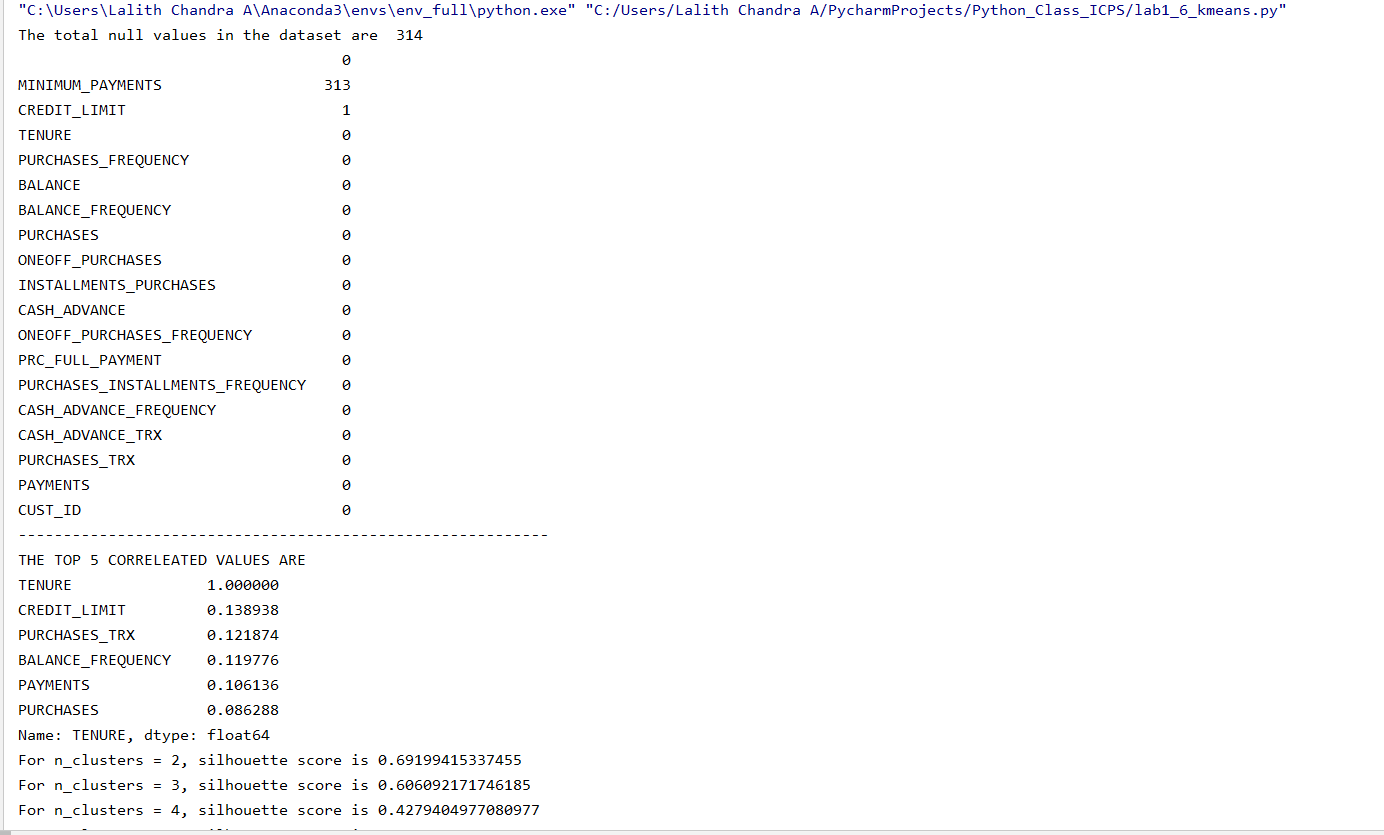 "C:\Users\Lalith Chandra A\Anaconda3\envs\env_full\python.exe" "C:/Users/Lalith Chandra A/PycharmProjects/Python_Class_ICPS/lab1_6_kmeans.py"
The total null values in the dataset are  314
0
MINIMUM_PAYMENTS 313
CREDIT_LIMIT 1
TENURE 0
PURCHASES_FREQUENCY 0
BALANCE 0
BALANCE_FREQUENCY 0
PURCHASES 0
ONEOFF_PURCHASES 0
INSTALLMENTS_PURCHASES 0
CASH_ADVANCE 0
ONEOFF_PURCHASES_FREQUENCY 0
PRC_FULL_PAYMENT 0
PURCHASES_INSTALLMENTS_FREQUENCY 0
CASH_ADVANCE_FREQUENCY 0
CASH_ADVANCE_TRX 0
PURCHASES_TRX 0
PAYMENTS 0
CUST_ID 0
-----------------------------------------------------------
THE TOP 5 CORRELEATED VALUES ARE
TENURE 1.000000
CREDIT_LIMIT 0.138938
PURCHASES_TRX 0.121874
BALANCE_FREQUENCY 0.119776
PAYMENTS 0.106136
PURCHASES 0.086288
Name: TENURE, dtype: float64
For n_clusters = 2, silhouette score is 0.69199415337455
For n_clusters = 3, silhouette score is 0.606092171746185
For n_clusters = 4, silhouette score is 0.4279404977080977